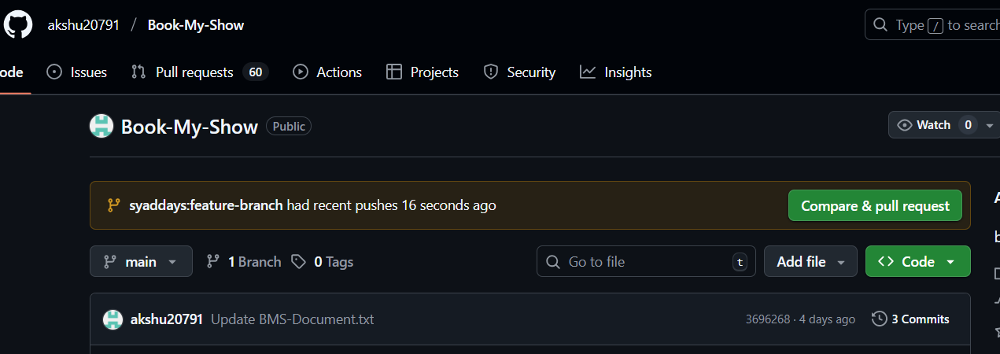 akshu20791 / Book-My-Show
Type / to search
ode Issues Pull requests 60 Actions Projects Security Insights
Book-My-Show Public
Watch 0
syaddays:feature-branch had recent pushes 16 seconds ago
Compare & pull request
main 1 Branch 0 Tags Go to file t Add file Code
akshu20791 Update BMS-Document.txt 3696268 · 4 days ago 3 Commits